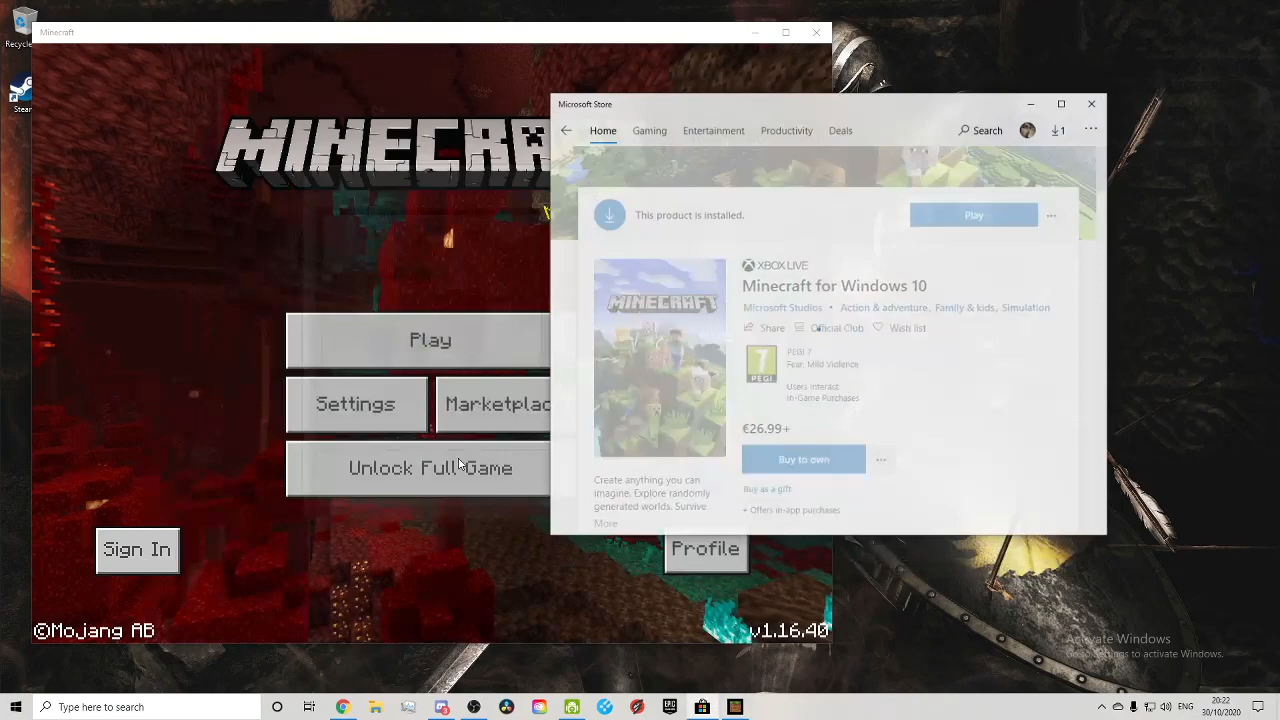 Recycle
Steam
Minecraft
MINECRA
Play
Settings
Marketplac
Unlock Full Game
Sign In
Profile
©Mojang AB
v1.16.40
Microsoft Store
Home Gaming Entertainment Productivity Deals
Search
1
This product is installed.
Play
MINECRAFT
XBOX LIVE
Minecraft for Windows 10
Microsoft Studios • Action & adventure, Family & kids, Simulation
Share Official Club Wish list
7
PEGI
PEGI 7
Fear, Mild Violence
Users Interact
In-Game Purchases
€26.99+
Buy to own
Buy as a gift
+ Offers in-app purchases
Create anything you can
imagine. Explore randomly
generated worlds. Survive
More
Activate Windows
Go to Settings to activate Windows.
Type here to search
EPIC
ENG
20:22
30/10/2020